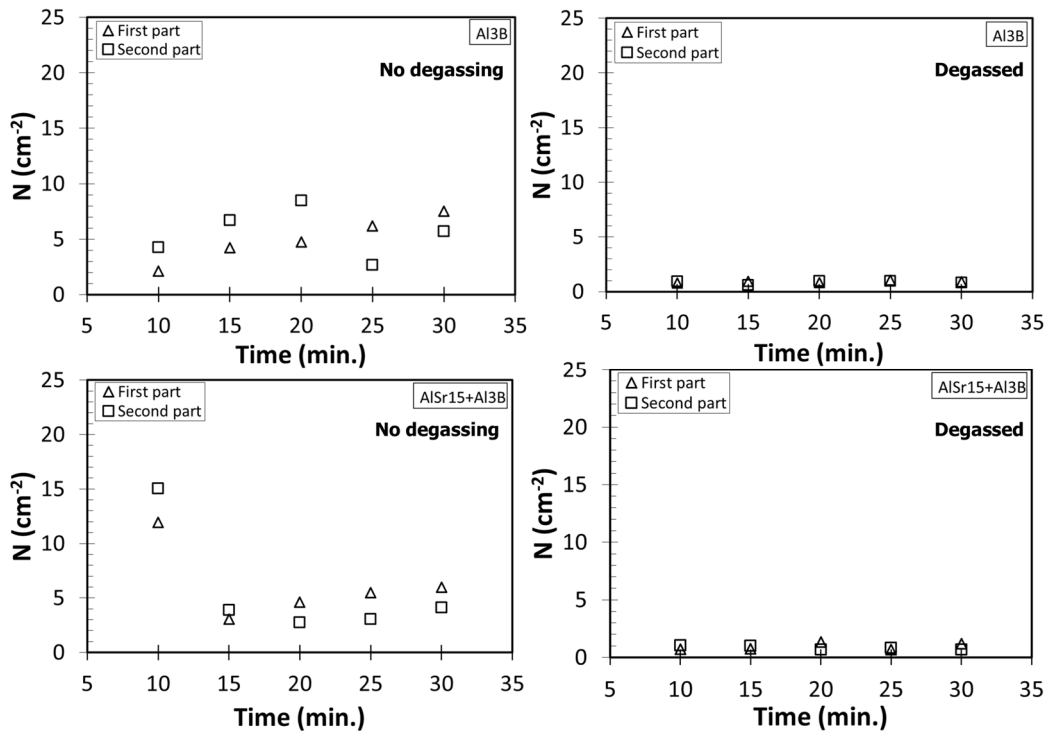 25
20
15
10
5
0
N (cm-2)
First part
Second part
Al3B
No degassing
5 10 15 20 25 30 35
Time (min.)
25
20
15
10
5
0
N (cm-2)
First part
Second part
Al3B
Degassed
5 10 15 20 25 30 35
Time (min.)
25
20
15
10
5
0
N (cm-2)
First part
Second part
AlSr15+Al3B
No degassing
5 10 15 20 25 30 35
Time (min.)
25
20
15
10
5
0
N (cm-2)
First part
Second part
AlSr15+Al3B
Degassed
5 10 15 20 25 30 35
Time (min.)